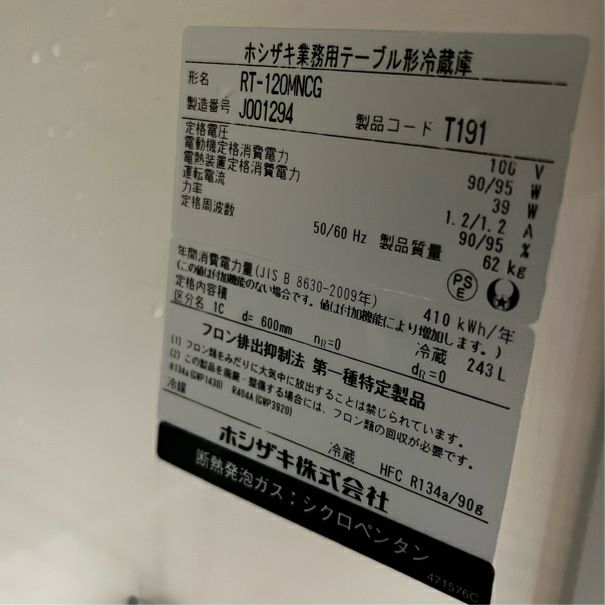 ホシザキ業務用テーブル形冷蔵庫
形名 RT-120MNCG
製造番号 J001294 製品コード T191
定格電圧 100 V
電動機定格消費電力 90/95 W
電熱装置定格消費電力 39 W
運転電流 1.2/1.2 A
力率 90/95 %
定格周波数 50/60 Hz 製品質量 62 kg
PS E
年間消費電力量(JIS B 8630-2009年) 410 kWh/年
(この値は付加機能のない場合です。値は付加機能により増加します。)
定格内容積 冷蔵 243 L
区分名 1C d= 600mm nR=0 dR=0
フロン排出抑制法 第一種特定製品
(1) フロン類をみだりに大気中に放出することは禁じられています。
(2) この製品を廃棄・整備する場合には、フロン類の回収が必要です。
R134a(GWP1430) R404A(GWP3920)
冷媒 冷蔵 HFC R134a/90g
ホシザキ株式会社
断熱発泡ガス:シクロペンタン
471576C